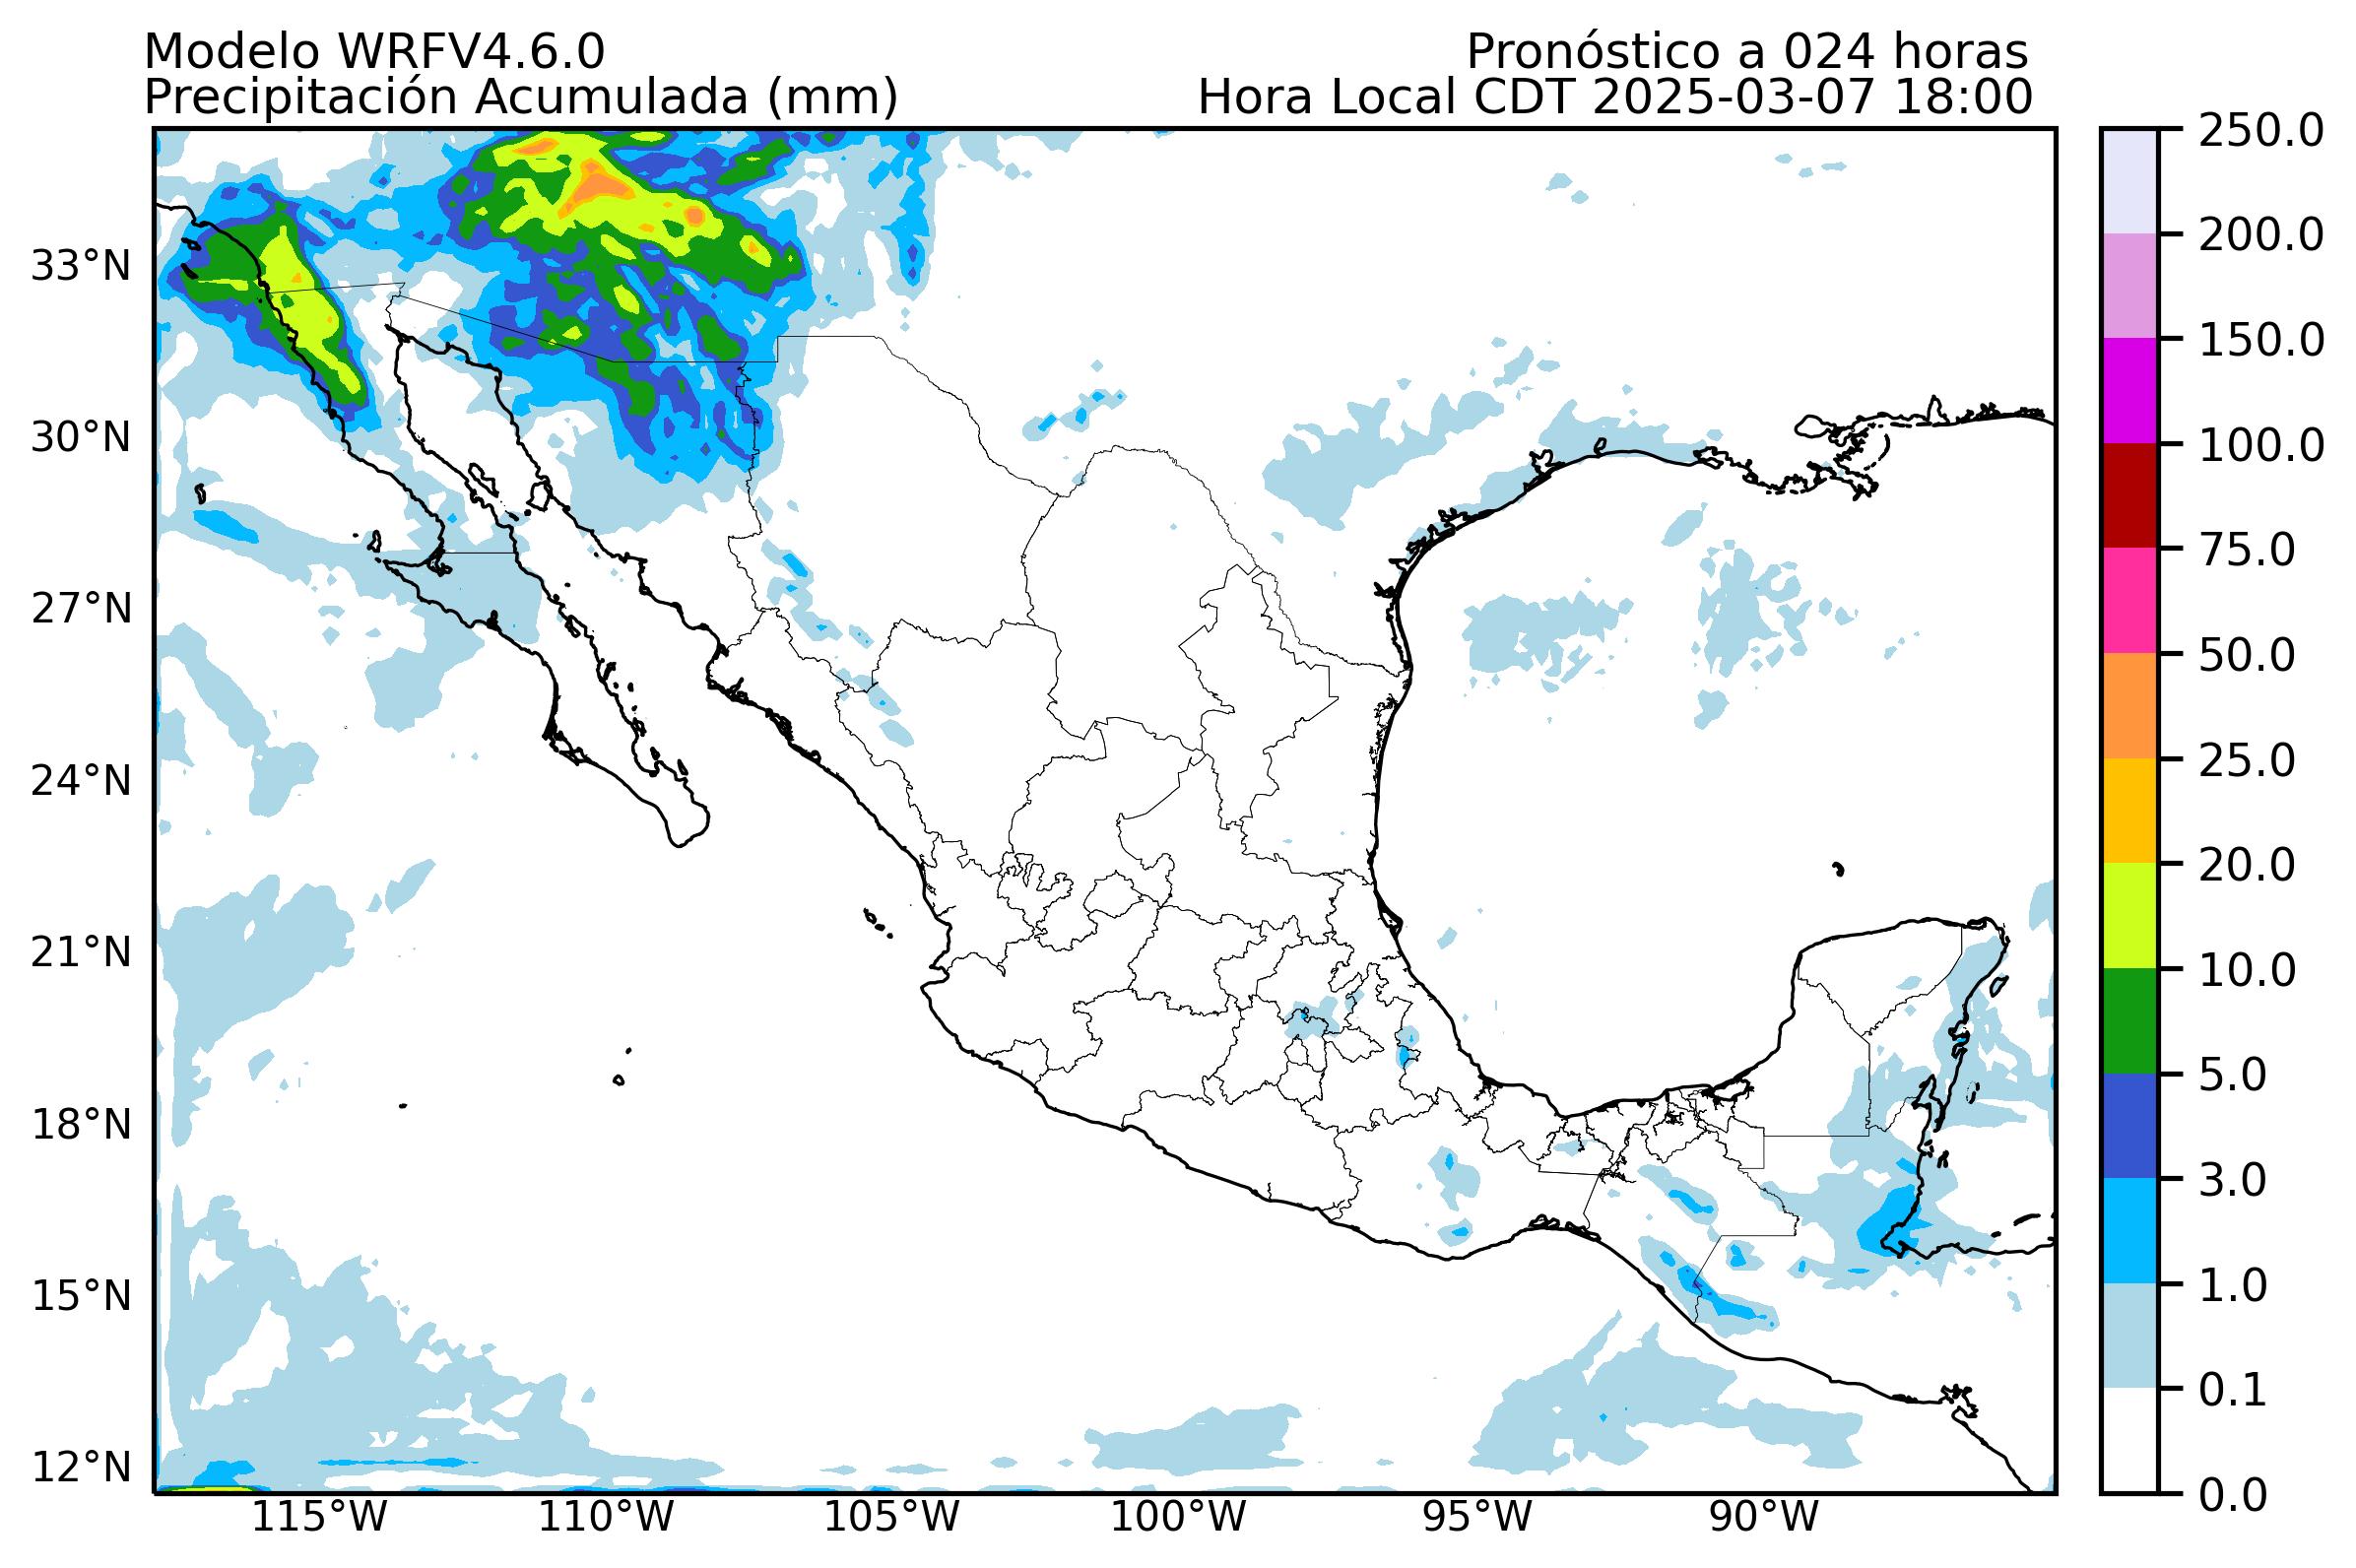 Modelo WRFV4.6.0
Pronóstico a 024 horas
Precipitación Acumulada (mm)
Hora Local CDT 2025-03-07 18:00
33°N
30°N
27°N
24°N
21°N
18°N
15°N
12°N
115°W
110°W
105°W
100°W
95°W
90°W
250.0
200.0
150.0
100.0
75.0
50.0
25.0
20.0
10.0
5.0
3.0
1.0
0.1
0.0